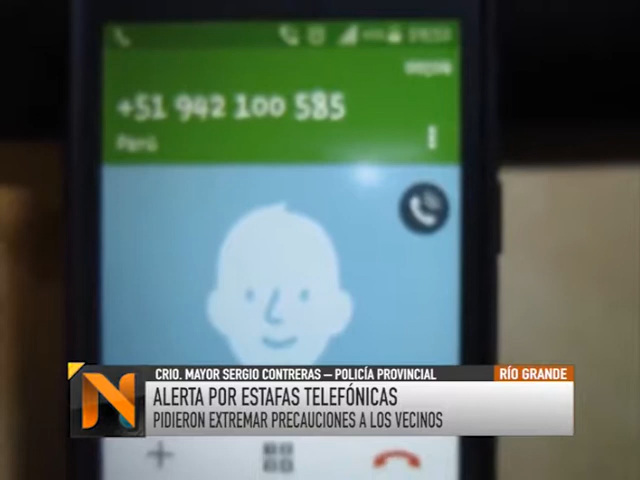 +51 942 100 585
Perú
CRIO. MAYOR SERGIO CONTRERAS – POLICÍA PROVINCIAL
RÍO GRANDE
N
ALERTA POR ESTAFAS TELEFÓNICAS
PIDIERON EXTREMAR PRECAUCIONES A LOS VECINOS